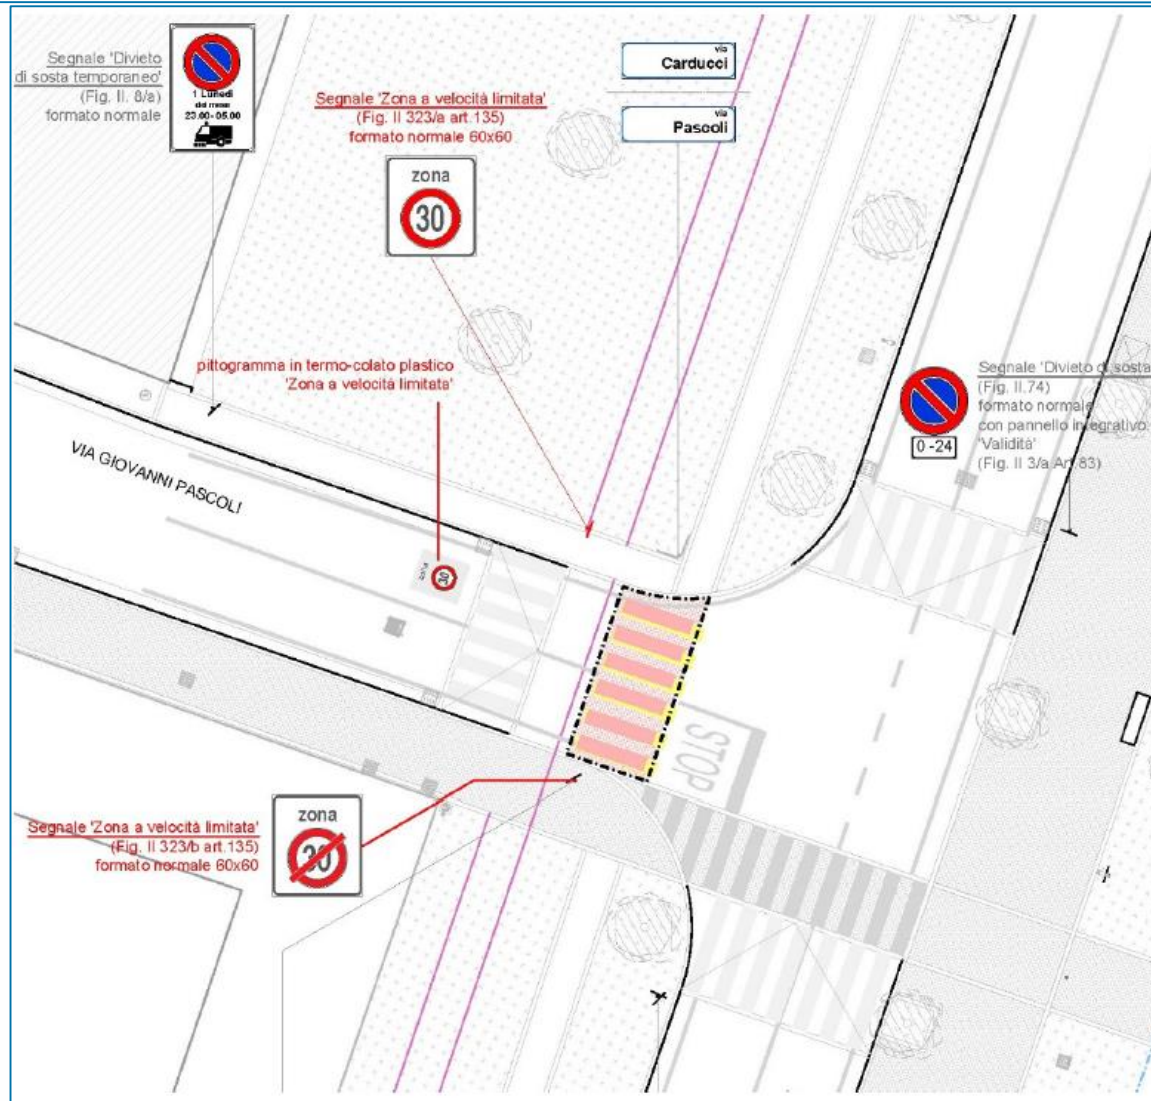 Segnale 'Divieto
di sosta temporaneo'
(Fig. II. 8/a)
formato normale
1 Lunedì
del mese
23.00-05.00
Segnale 'Zona a velocità limitata'
(Fig. II 323/a art.135)
formato normale 60x60
zona
30
via
Carducci
via
Pascoli
pittogramma in termo-colato plastico
'Zona a velocità limitata'
Segnale 'Divieto di sosta
(Fig. II.74)
formato normale
con pannello integrativo
'Validità'
(Fig. II 3/a Art.83)
0 -24
VIA GIOVANNI PASCOLI
30
STOP
Segnale 'Zona a velocità limitata'
(Fig. II 323/b art.135)
formato normale 60x60
zona
30